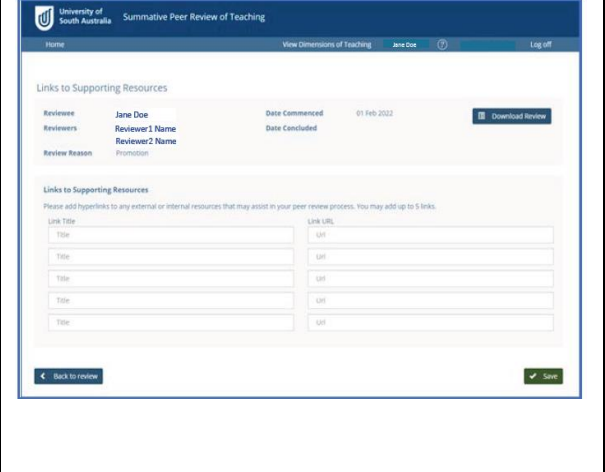 University of
South Australia
Summative Peer Review of Teaching
Home View Dimensions of Teaching Jane Doe ? Log off
Links to Supporting Resources
Reviewee Jane Doe Date Commenced 01 Feb 2022 Download Review
Reviewers Reviewer1 Name Date Concluded
Reviewer2 Name
Review Reason Promotion
Links to Supporting Resources
Please add hyperlinks to any external or internal resources that may assist in your peer review process. You may add up to 5 links.
Link Title Link URL
Title Url
Title Url
Title Url
Title Url
Title Url
Back to review Save